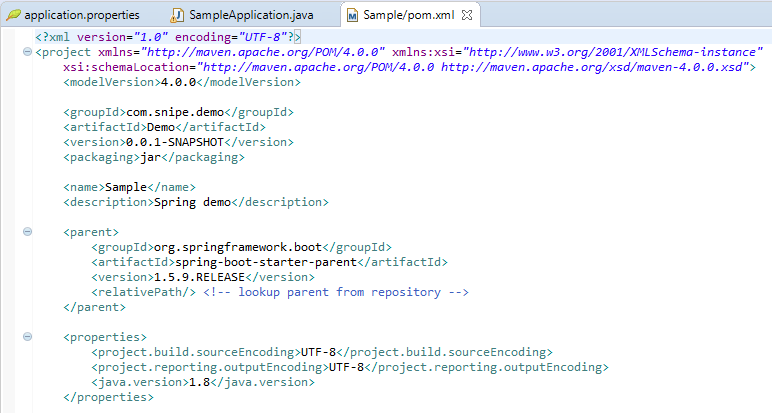 application.properties SampleApplication.java Sample/pom.xml
<?xml version="1.0" encoding="UTF-8"?>
<project xmlns="http://maven.apache.org/POM/4.0.0" xmlns:xsi="http://www.w3.org/2001/XMLSchema-instance"
xsi:schemaLocation="http://maven.apache.org/POM/4.0.0 http://maven.apache.org/xsd/maven-4.0.0.xsd">
<modelVersion>4.0.0</modelVersion>
<groupId>com.snipe.demo</groupId>
<artifactId>Demo</artifactId>
<version>0.0.1-SNAPSHOT</version>
<packaging>jar</packaging>
<name>Sample</name>
<description>Spring demo</description>
<parent>
<groupId>org.springframework.boot</groupId>
<artifactId>spring-boot-starter-parent</artifactId>
<version>1.5.9.RELEASE</version>
<relativePath/> <!-- lookup parent from repository -->
</parent>
<properties>
<project.build.sourceEncoding>UTF-8</project.build.sourceEncoding>
<project.reporting.outputEncoding>UTF-8</project.reporting.outputEncoding>
<java.version>1.8</java.version>
</properties>